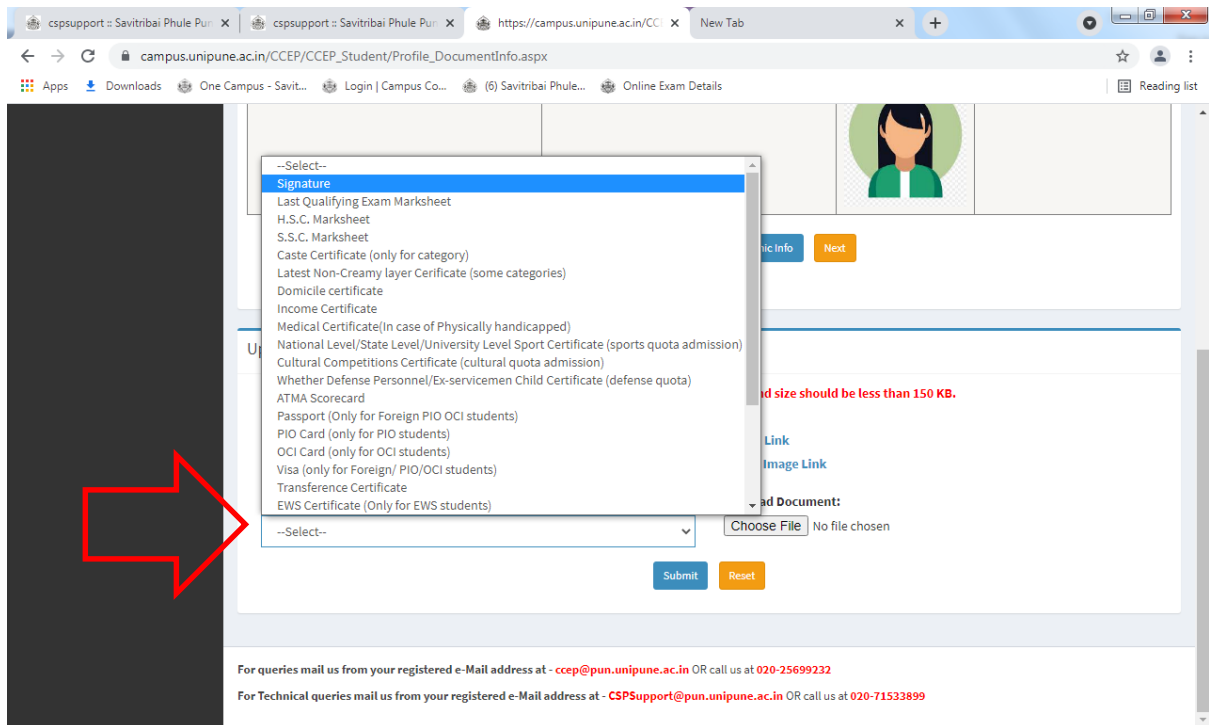 cspsupport :: Savitribai Phule Pun
cspsupport :: Savitribai Phule Pun
https://campus.unipune.ac.in/CC
New Tab
campus.unipune.ac.in/CCEP/CCEP_Student/Profile_DocumentInfo.aspx
Apps Downloads One Campus - Savit... Login | Campus Co... (6) Savitribai Phule... Online Exam Details Reading list
--Select--
Signature
Last Qualifying Exam Marksheet
H.S.C. Marksheet
S.S.C. Marksheet
Caste Certificate (only for category)
Latest Non-Creamy layer Cerificate (some categories)
Domicile certificate
Income Certificate
Medical Certificate(In case of Physically handicapped)
National Level/State Level/University Level Sport Certificate (sports quota admission)
Cultural Competitions Certificate (cultural quota admission)
Whether Defense Personnel/Ex-servicemen Child Certificate (defense quota)
ATMA Scorecard
Passport (Only for Foreign PIO OCI students)
PIO Card (only for PIO students)
OCI Card (only for OCI students)
Visa (only for Foreign/ PIO/OCI students)
Transference Certificate
EWS Certificate (Only for EWS students)
Info Next
size should be less than 150 KB.
Link
Image Link
Document:
--Select--
Choose File No file chosen
Submit Reset
For queries mail us from your registered e-Mail address at - ccep@pun.unipune.ac.in OR call us at 020-25699232
For Technical queries mail us from your registered e-Mail address at - CSPSupport@pun.unipune.ac.in OR call us at 020-71533899